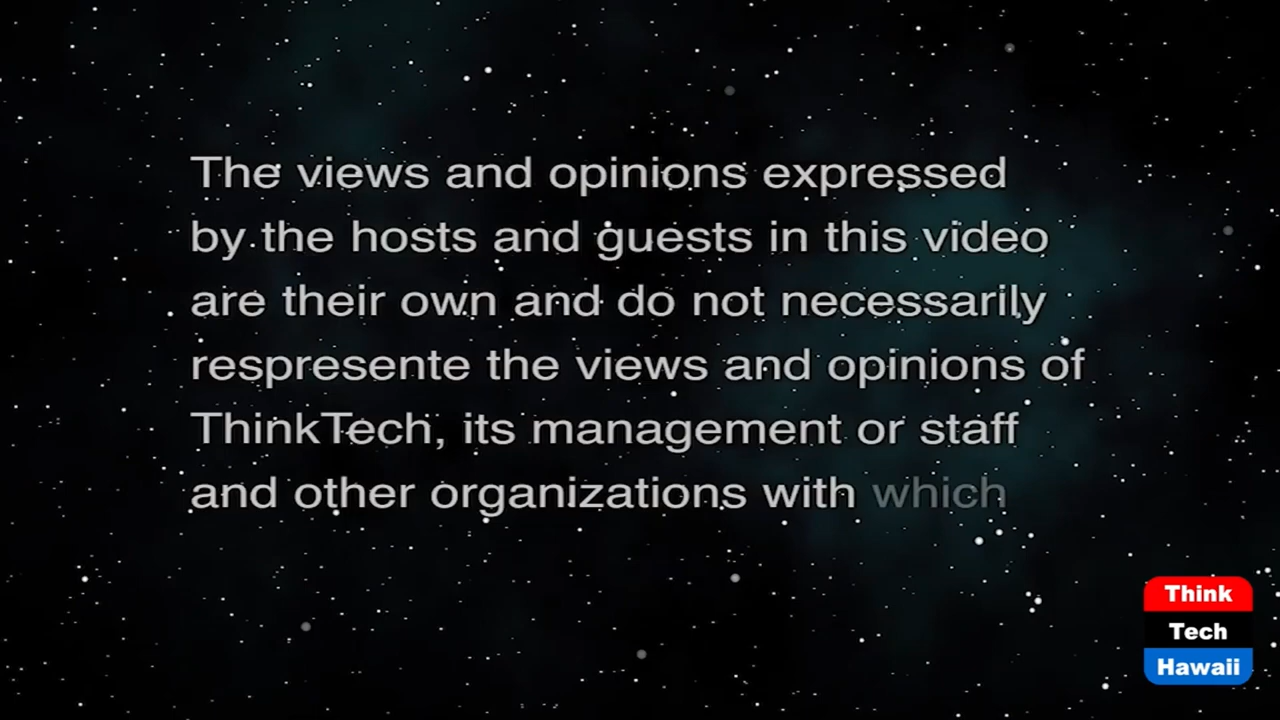 The views and opinions expressed
by the hosts and guests in this video
are their own and do not necessarily
respresente the views and opinions of
ThinkTech, its management or staff
and other organizations with which
Think
Tech
Hawaii